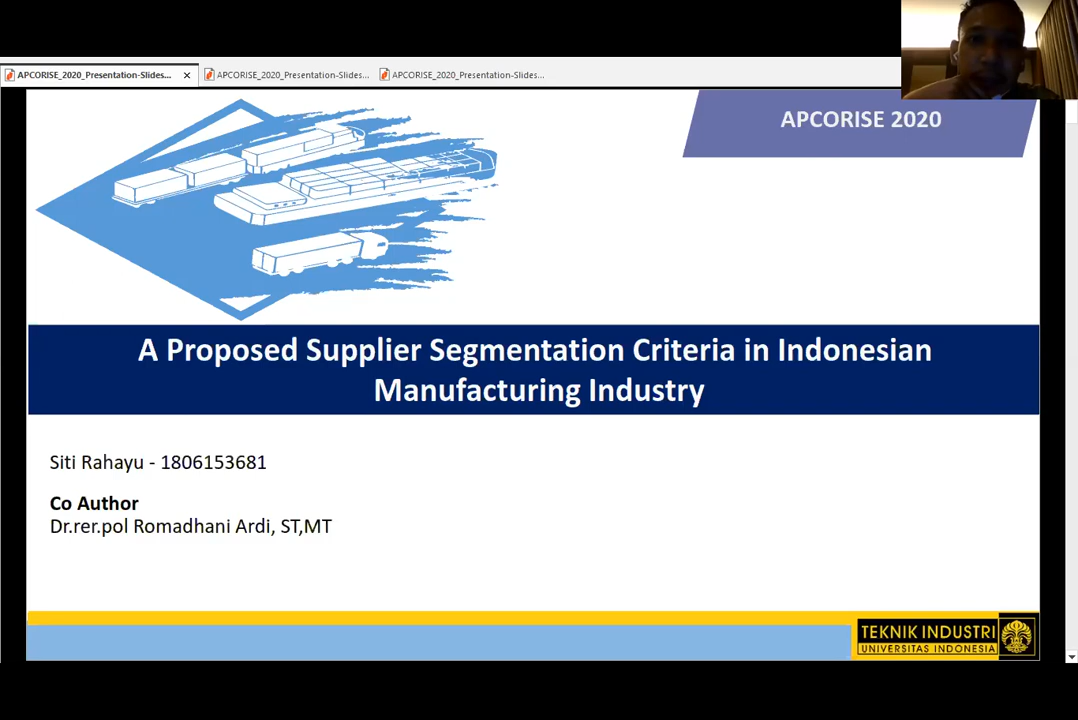 APCORISE_2020_Presentation-Slides... APCORISE_2020_Presentation-Slides... APCORISE_2020_Presentation-Slides...
APCORISE 2020
A Proposed Supplier Segmentation Criteria in Indonesian
Manufacturing Industry
Siti Rahayu - 1806153681
Co Author
Dr.rer.pol Romadhani Ardi, ST,MT
TEKNIK INDUSTRI
UNIVERSITAS INDONESIA